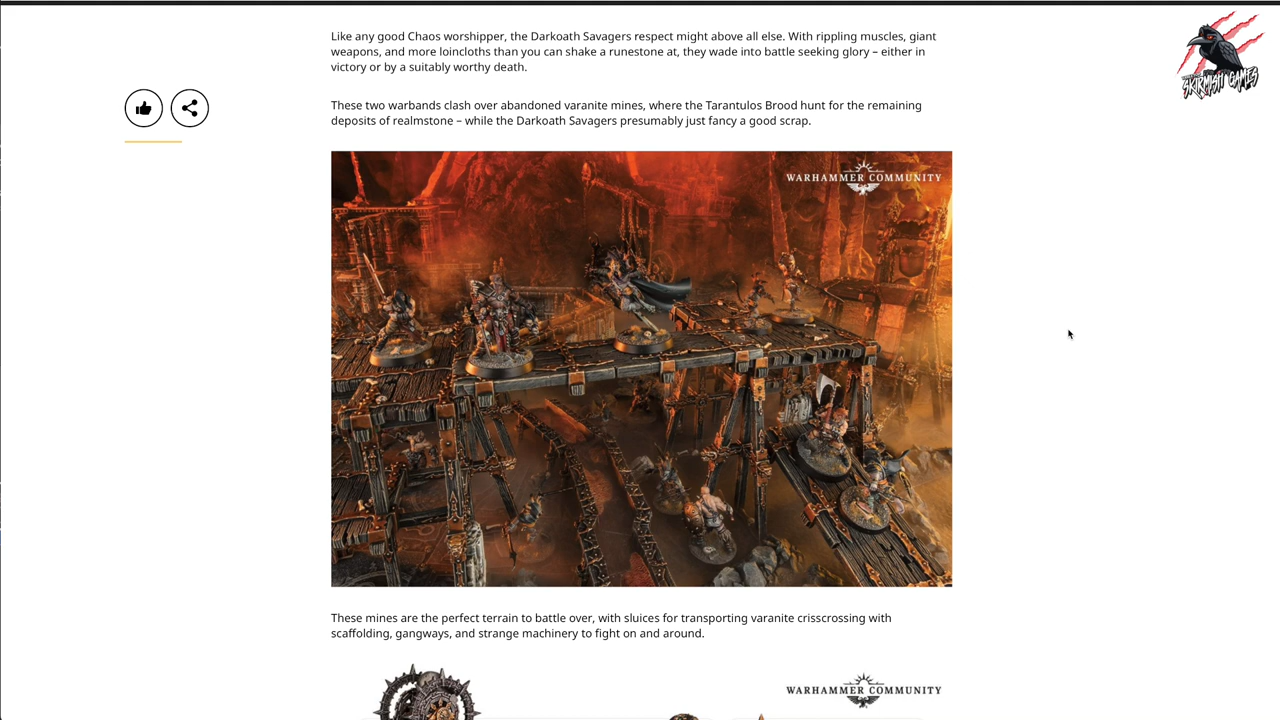 Like any good Chaos worshipper, the Darkoath Savagers respect might above all else. With rippling muscles, giant
weapons, and more loincloths than you can shake a runestone at, they wade into battle seeking glory – either in
victory or by a suitably worthy death.
These two warbands clash over abandoned varanite mines, where the Tarantulos Brood hunt for the remaining
deposits of realmstone – while the Darkoath Savagers presumably just fancy a good scrap.
WARHAMMER COMMUNITY
These mines are the perfect terrain to battle over, with sluices for transporting varanite crisscrossing with
scaffolding, gangways, and strange machinery to fight on and around.
WARHAMMER COMMUNITY
SKIRMISH GAMES